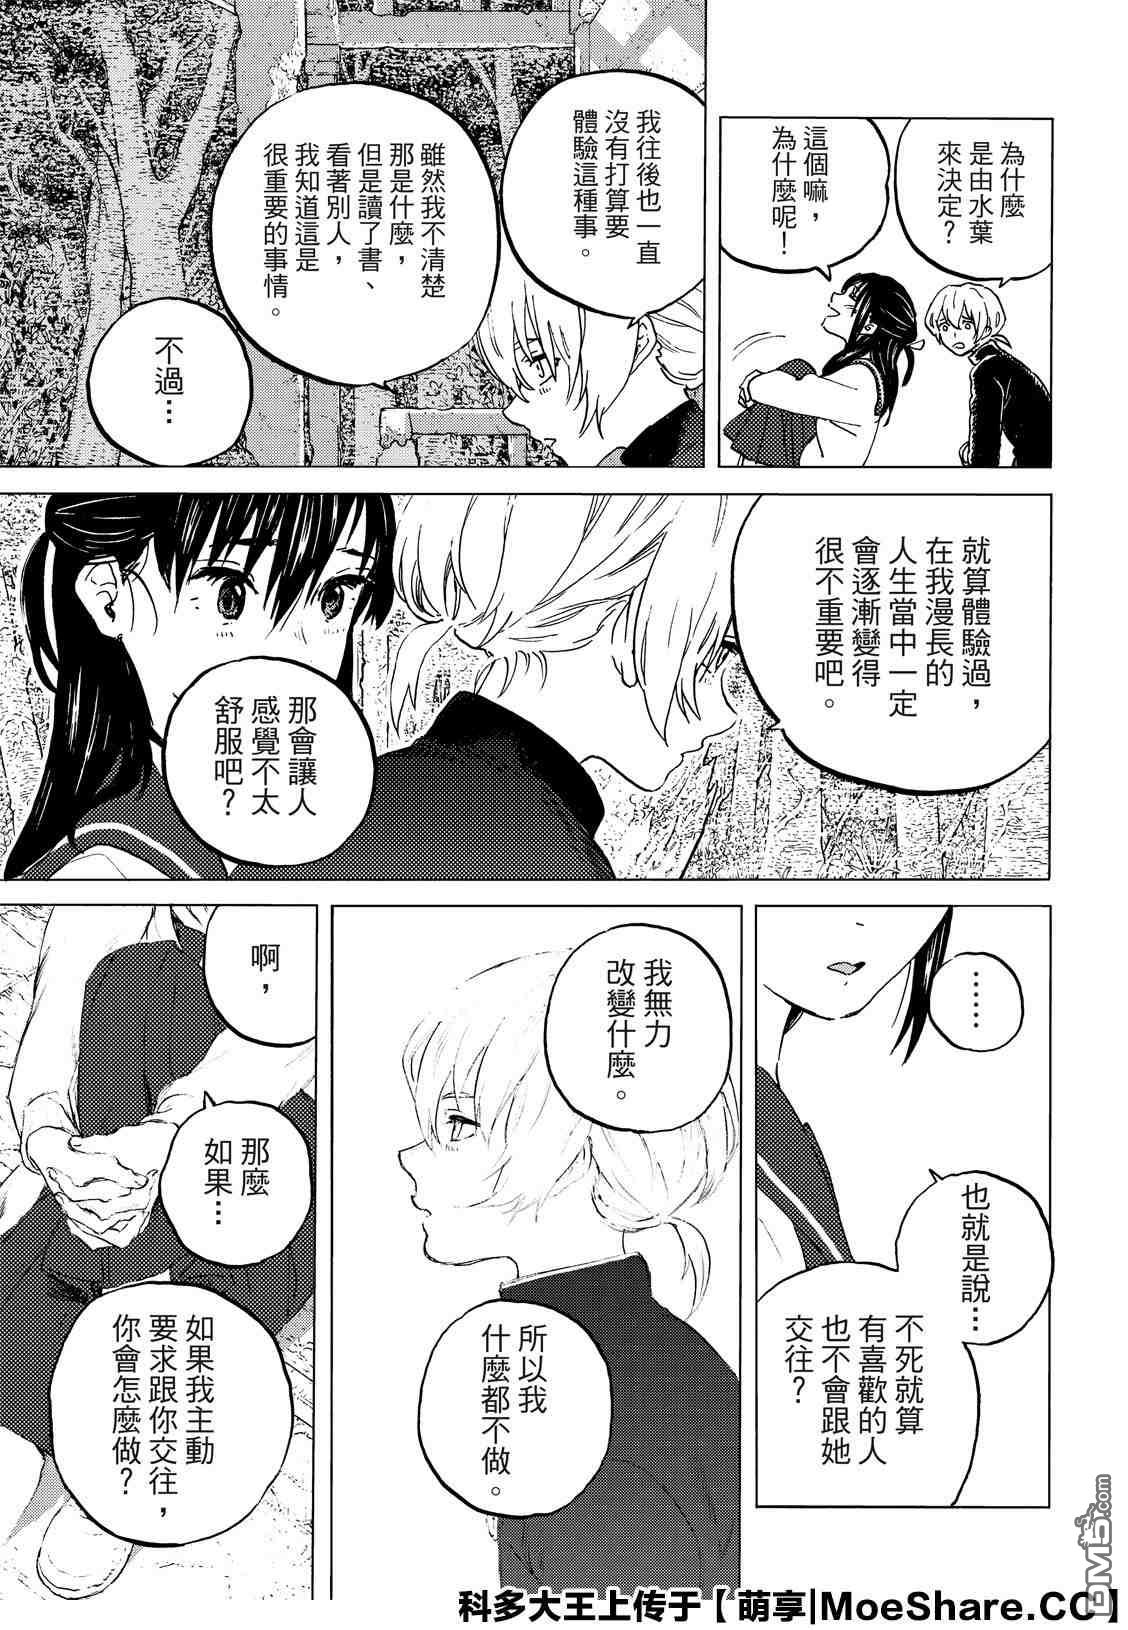 為什麼
是由水葉
來決定？
這個嘛，
為什麼呢！
我往後也一直
沒有打算要
體驗這種事。
雖然我不清楚
那是什麼，
但是讀了書、
看著別人，
我知道這是
很重要的事情。
不過…
就算體驗過，
在我漫長的
人生當中一定
會逐漸變得
很不重要吧。
那會讓人
感覺不太
舒服吧？
……
也就是說…
不死就算
有喜歡的人
也不會跟她
交往？
我無力
改變什麼。
所以我
什麼都不做。
啊，
那麼
如果…
如果我主動
要求跟你交往，
你會怎麼做？
DM5.com
科多大王上传于【萌享|MoeShare.CC】